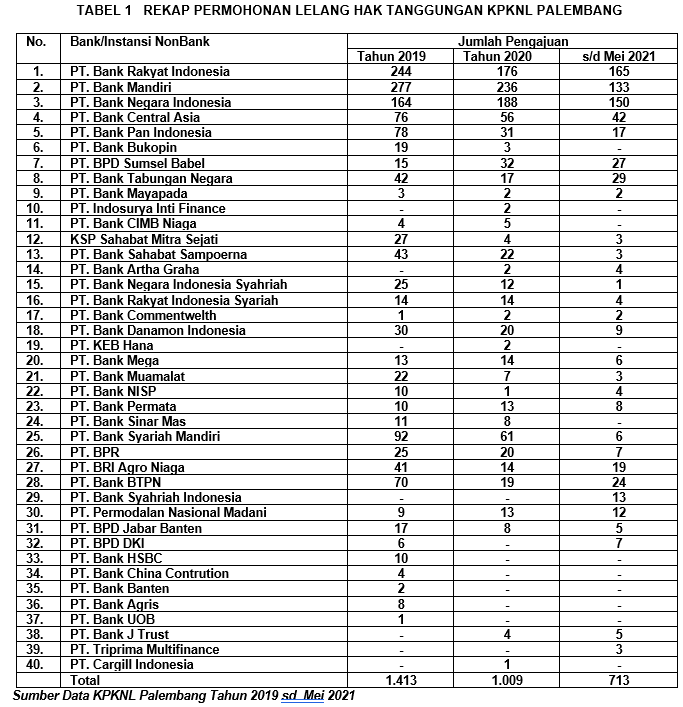 TABEL 1 REKAP PERMOHONAN LELANG HAK TANGGUNGAN KPKNL PALEMBANG
No. Bank/Instansi NonBank Jumlah Pengajuan
Tahun 2019 Tahun 2020 s/d Mei 2021
1. PT. Bank Rakyat Indonesia 244 176 165
2. PT. Bank Mandiri 277 236 133
3. PT. Bank Negara Indonesia 164 188 150
4. PT. Bank Central Asia 76 56 42
5. PT. Bank Pan Indonesia 78 31 17
6. PT. Bank Bukopin 19 3 -
7. PT. BPD Sumsel Babel 15 32 27
8. PT. Bank Tabungan Negara 42 17 29
9. PT. Bank Mayapada 3 2 2
10. PT. Indosurya Inti Finance - 2 -
11. PT. Bank CIMB Niaga 4 5 -
12. KSP Sahabat Mitra Sejati 27 4 3
13. PT. Bank Sahabat Sampoerna 43 22 3
14. PT. Bank Artha Graha - 2 4
15. PT. Bank Negara Indonesia Syahriah 25 12 1
16. PT. Bank Rakyat Indonesia Syariah 14 14 4
17. PT. Bank Commentwelth 1 2 2
18. PT. Bank Danamon Indonesia 30 20 9
19. PT. KEB Hana - 2 -
20. PT. Bank Mega 13 14 6
21. PT. Bank Muamalat 22 7 3
22. PT. Bank NISP 10 1 4
23. PT. Bank Permata 10 13 8
24. PT. Bank Sinar Mas 11 8 -
25. PT. Bank Syariah Mandiri 92 61 6
26. PT. BPR 25 20 7
27. PT. BRI Agro Niaga 41 14 19
28. PT. Bank BTPN 70 19 24
29. PT. Bank Syahriah Indonesia - - 13
30. PT. Permodalan Nasional Madani 9 13 12
31. PT. BPD Jabar Banten 17 8 5
32. PT. BPD DKI 6 - 7
33. PT. Bank HSBC 10 - -
34. PT. Bank China Contrution 4 - -
35. PT. Bank Banten 2 - -
36. PT. Bank Agris 8 - -
37. PT. Bank UOB 1 - -
38. PT. Bank J Trust - 4 5
39. PT. Triprima Multifinance - - 3
40. PT. Cargill Indonesia - 1 -
Total 1.413 1.009 713
Sumber Data KPKNL Palembang Tahun 2019 sd Mei 2021